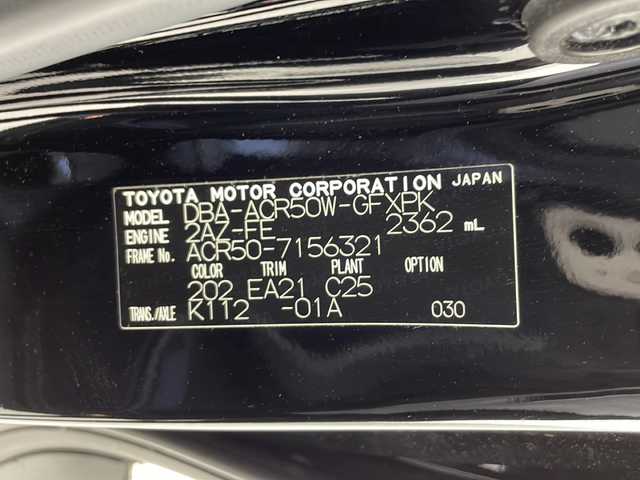 TOYOTA MOTOR CORPORATION JAPAN
MODEL DBA-ACR50W-GFXPK
ENGINE 2AZ-FE 2362 mL
FRAME No. ACR50-7156321
COLOR TRIM PLANT OPTION
202 EA21 C25
TRANS./AXLE K112 -01A 030